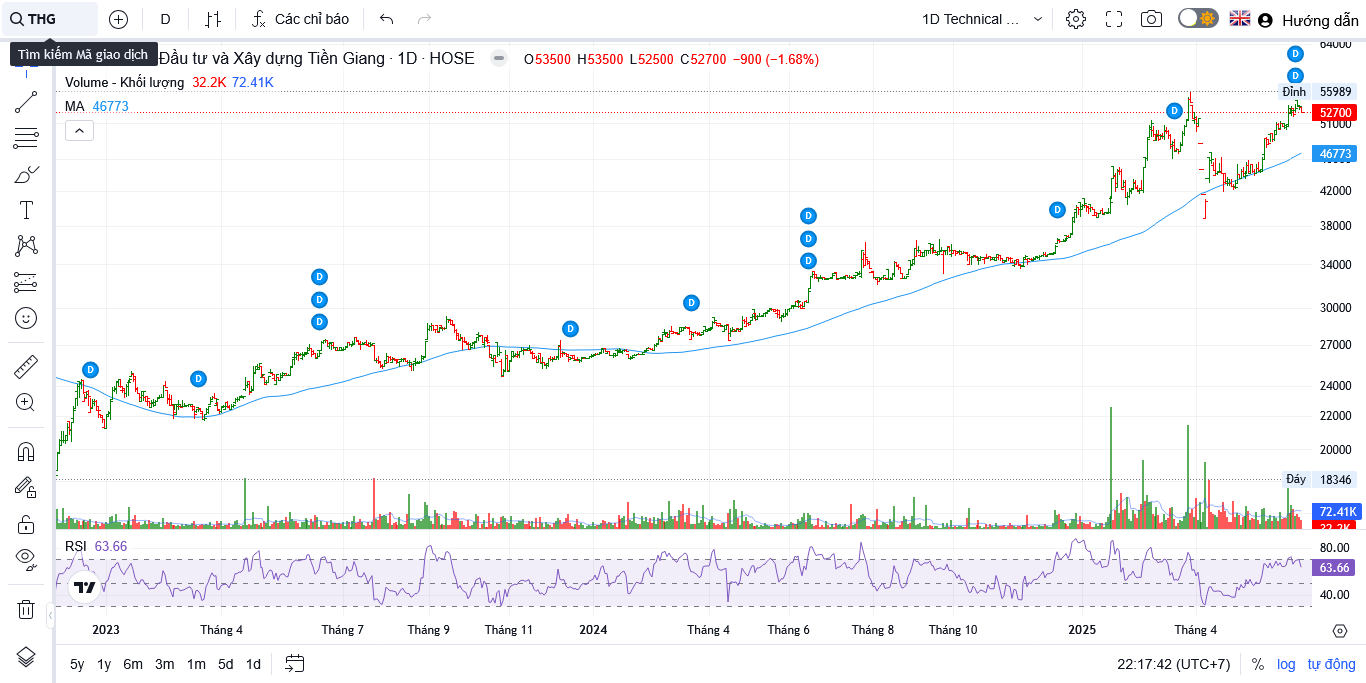 THG
D
Các chỉ báo
1D Technical ...
Hướng dẫn
Tìm kiếm Mã giao dịch
Đầu tư và Xây dựng Tiền Giang · 1D · HOSE
O53500 H53500 L52500 C52700 −900 (−1.68%)
Volume - Khối lượng 32.2K 72.41K
MA 46773
64000
D
D
Đỉnh 55989
D
52700
51000
46773
42000
D
D
38000
D
D
34000
D
D
30000
D
D
D
27000
D
D
24000
22000
20000
Đáy 18346
72.41K
RSI 63.66
80.00
63.66
40.00
2023 Tháng 4 Tháng 7 Tháng 9 Tháng 11 2024 Tháng 4 Tháng 6 Tháng 8 Tháng 10 2025 Tháng 4
5y 1y 6m 3m 1m 5d 1d
22:17:42 (UTC+7) % log tự động